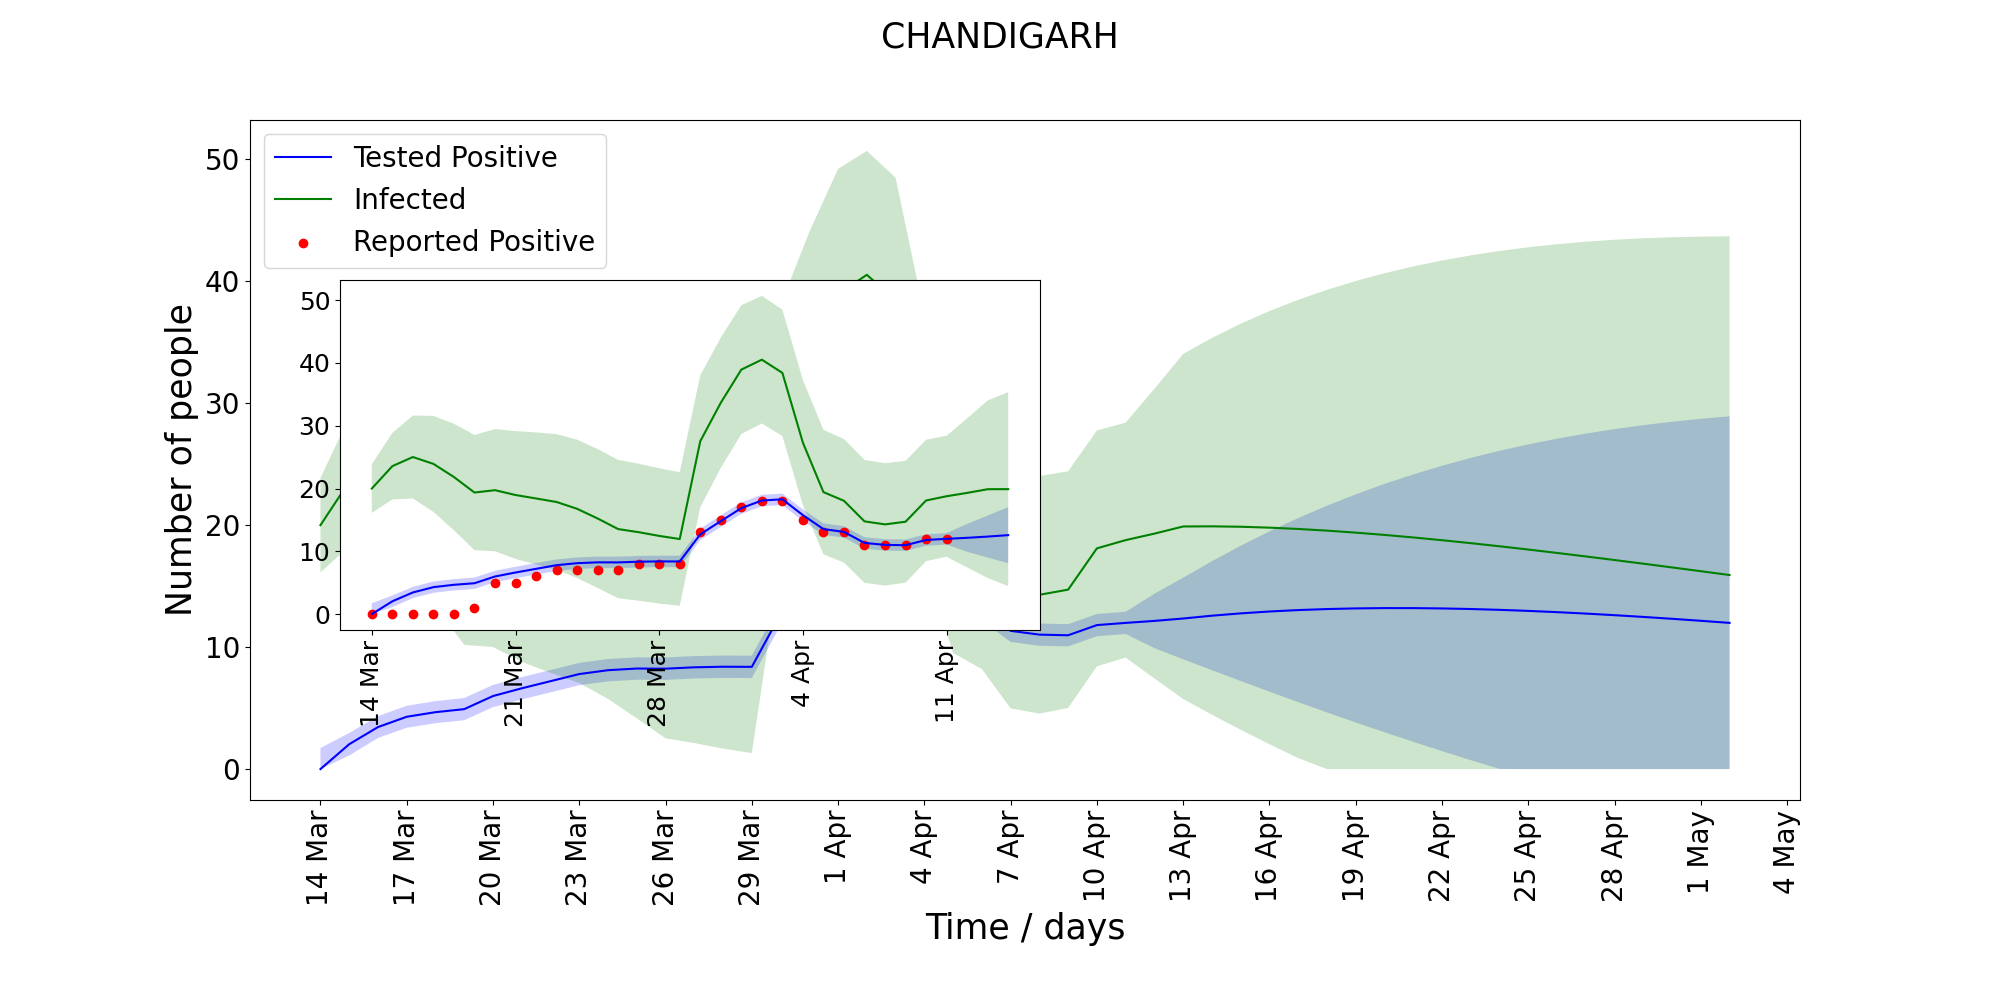 CHANDIGARH
Tested Positive
Infected
Reported Positive
Number of people
50
40
30
20
10
0
50
40
30
20
10
0
14 Mar
21 Mar
28 Mar
4 Apr
11 Apr
14 Mar
17 Mar
20 Mar
23 Mar
26 Mar
29 Mar
1 Apr
4 Apr
7 Apr
10 Apr
13 Apr
16 Apr
19 Apr
22 Apr
25 Apr
28 Apr
1 May
4 May
Time / days